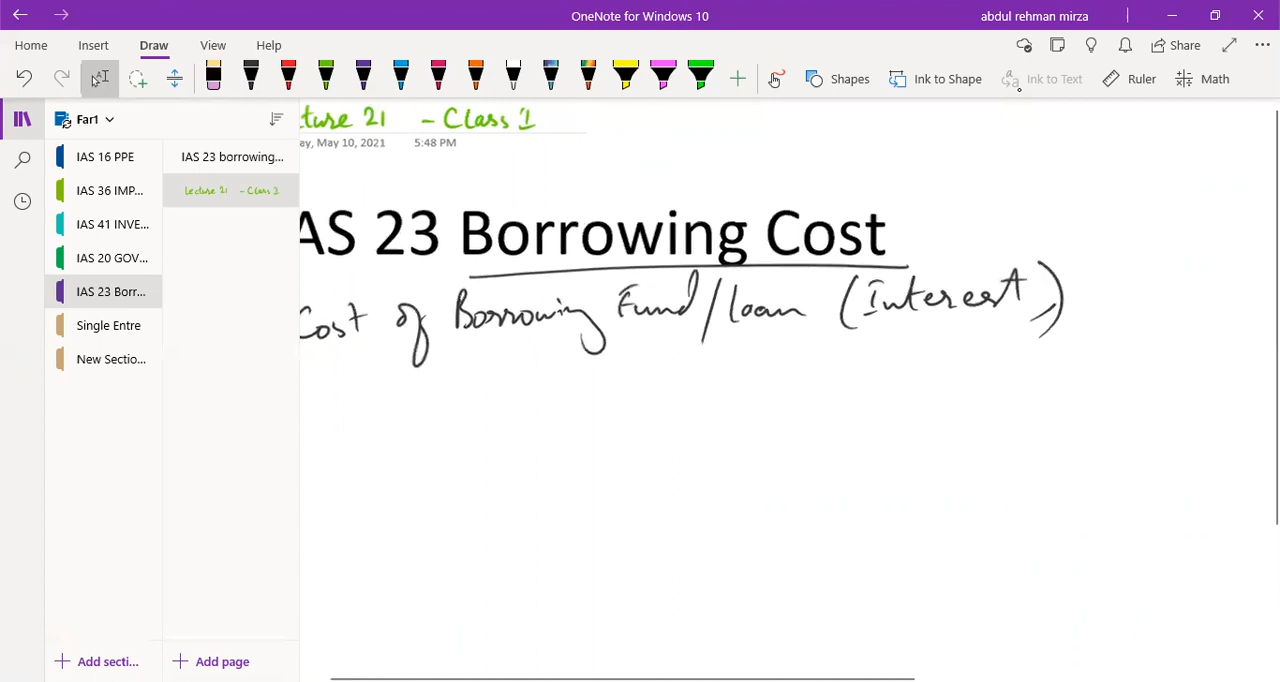 OneNote for Windows 10
abdul rehman mirza
Home Insert Draw View Help
Share
Shapes Ink to Shape Ink to Text Ruler Math
Far1
IAS 16 PPE
IAS 36 IMP...
IAS 41 INVE...
IAS 20 GOV...
IAS 23 Borr...
Single Entre
New Sectio...
IAS 23 borrowing...
Lecture 21 - Class 1
cture 21 - Class 1
ay, May 10, 2021 5:48 PM
AS 23 Borrowing Cost
Cost of Borrowing Fund/loan (Interest)
Add secti... Add page